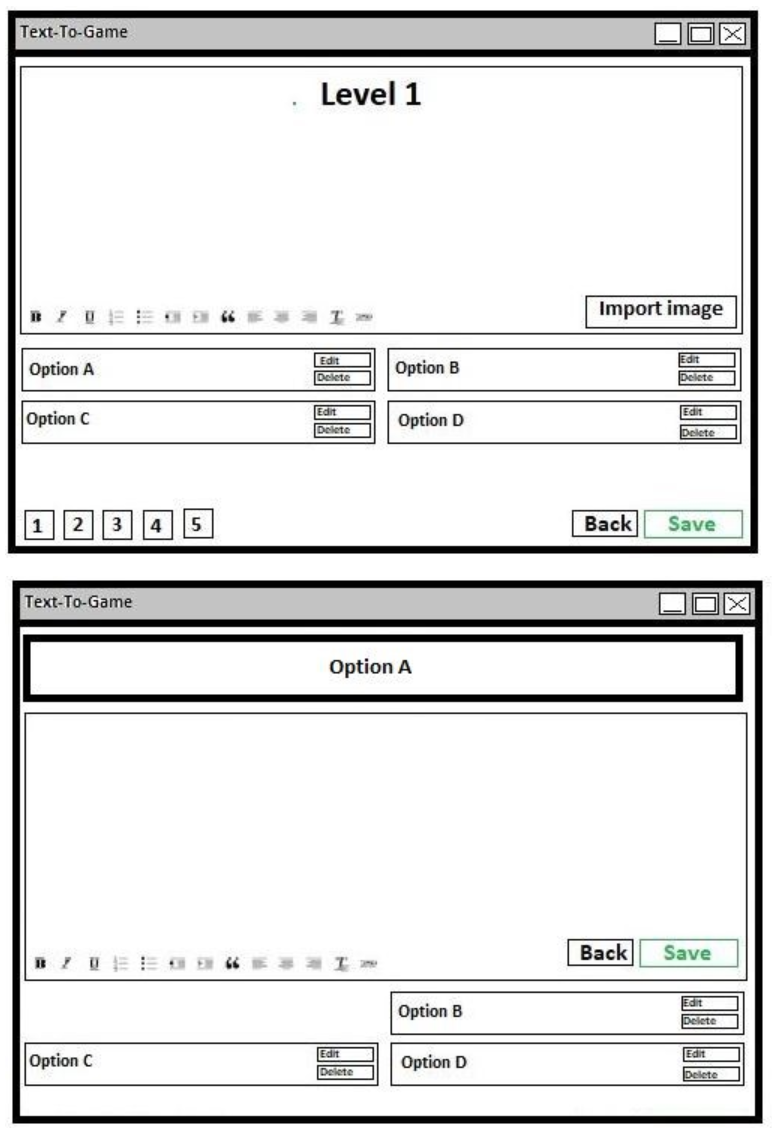 Text-To-Game
Level 1
B I U T
Import image
Option A
Edit
Delete
Option B
Edit
Delete
Option C
Edit
Delete
Option D
Edit
Delete
1 2 3 4 5
Back Save
Text-To-Game
Option A
Back Save
B I U T
Option B
Edit
Delete
Option C
Edit
Delete
Option D
Edit
Delete